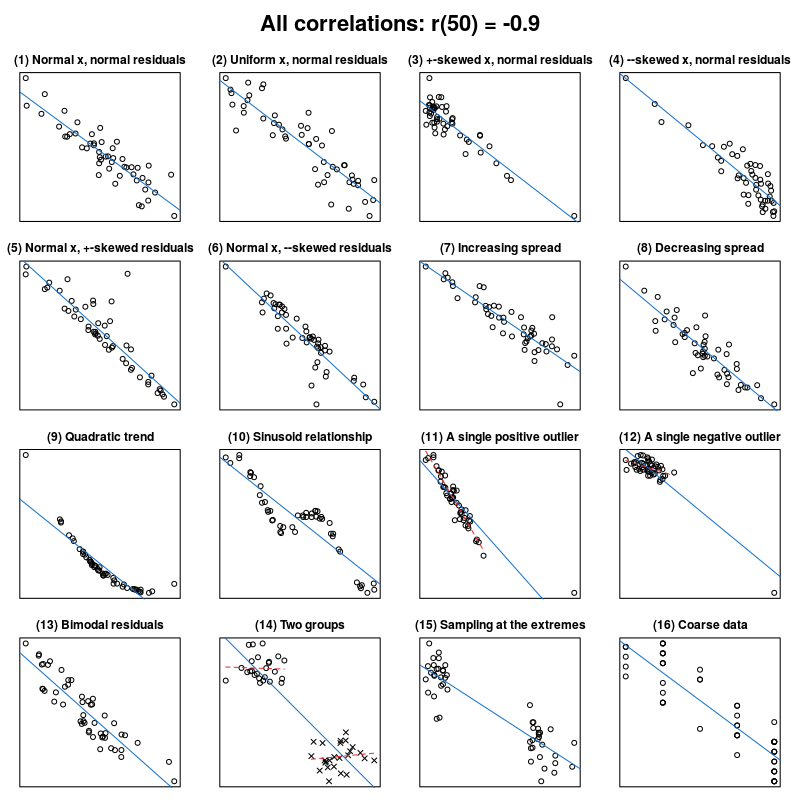 All correlations: r(50) = -0.9
(1) Normal x, normal residuals
(2) Uniform x, normal residuals
(3) +-skewed x, normal residuals
(4) --skewed x, normal residuals
(5) Normal x, +-skewed residuals
(6) Normal x, --skewed residuals
(7) Increasing spread
(8) Decreasing spread
(9) Quadratic trend
(10) Sinusoid relationship
(11) A single positive outlier
(12) A single negative outlier
(13) Bimodal residuals
(14) Two groups
(15) Sampling at the extremes
(16) Coarse data